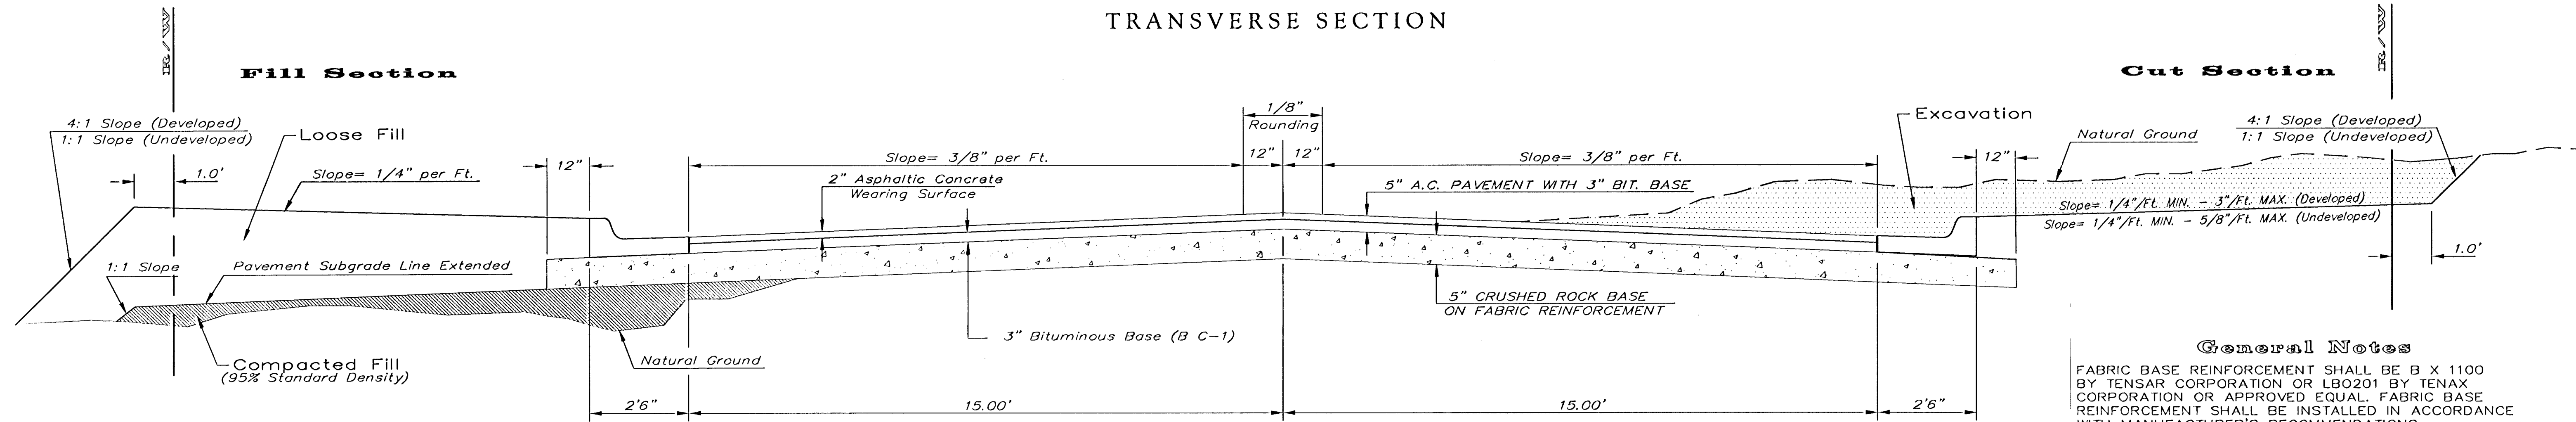 TRANSVERSE SECTION
R/W
Fill Section
4:1 Slope (Developed)
1:1 Slope (Undeveloped)
Loose Fill
1.0'
Slope= 1/4" per Ft.
12"
Slope= 3/8" per Ft.
2" Asphaltic Concrete
Wearing Surface
1/8"
Rounding
12"
12"
Slope= 3/8" per Ft.
5" A.C. PAVEMENT WITH 3" BIT. BASE
Cut Section
R/W
Excavation
Natural Ground
4:1 Slope (Developed)
1:1 Slope (Undeveloped)
12"
Slope= 1/4"/Ft. MIN. - 3"/Ft. MAX. (Developed)
Slope= 1/4"/Ft. MIN. - 5/8"/Ft. MAX. (Undeveloped)
1.0'
1:1 Slope
Pavement Subgrade Line Extended
Compacted Fill
(95% Standard Density)
Natural Ground
3" Bituminous Base (B C-1)
5" CRUSHED ROCK BASE
ON FABRIC REINFORCEMENT
2'6"
15.00'
15.00'
2'6"
General Notes
FABRIC BASE REINFORCEMENT SHALL BE B X 1100
BY TENSAR CORPORATION OR LBO201 BY TENAX
CORPORATION OR APPROVED EQUAL. FABRIC BASE
REINFORCEMENT SHALL BE INSTALLED IN ACCORDANCE
WITH MANUFACTURER'S RECOMMENDATIONS